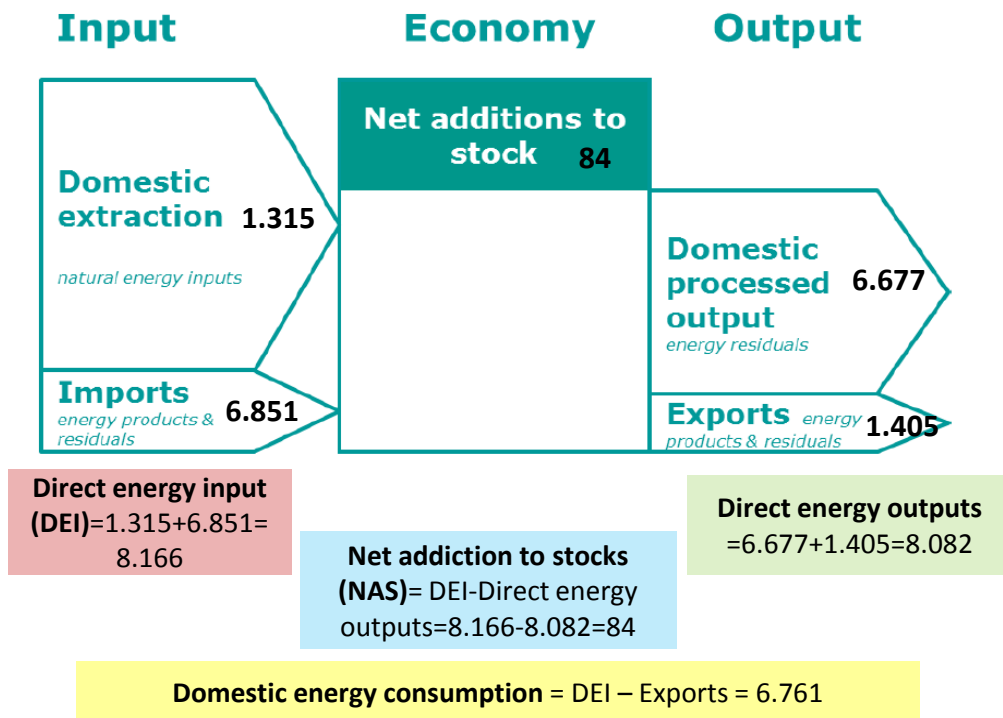 Input Economy Output
Net additions to
stock 84
Domestic
extraction 1.315
natural energy inputs
Domestic
processed 6.677
output
energy residuals
Imports
energy products & 6.851
residuals
Exports energy
products & residuals 1.405
Direct energy input
(DEI)=1.315+6.851=
8.166
Direct energy outputs
=6.677+1.405=8.082
Net addiction to stocks
(NAS)= DEI-Direct energy
outputs=8.166-8.082=84
Domestic energy consumption = DEI – Exports = 6.761